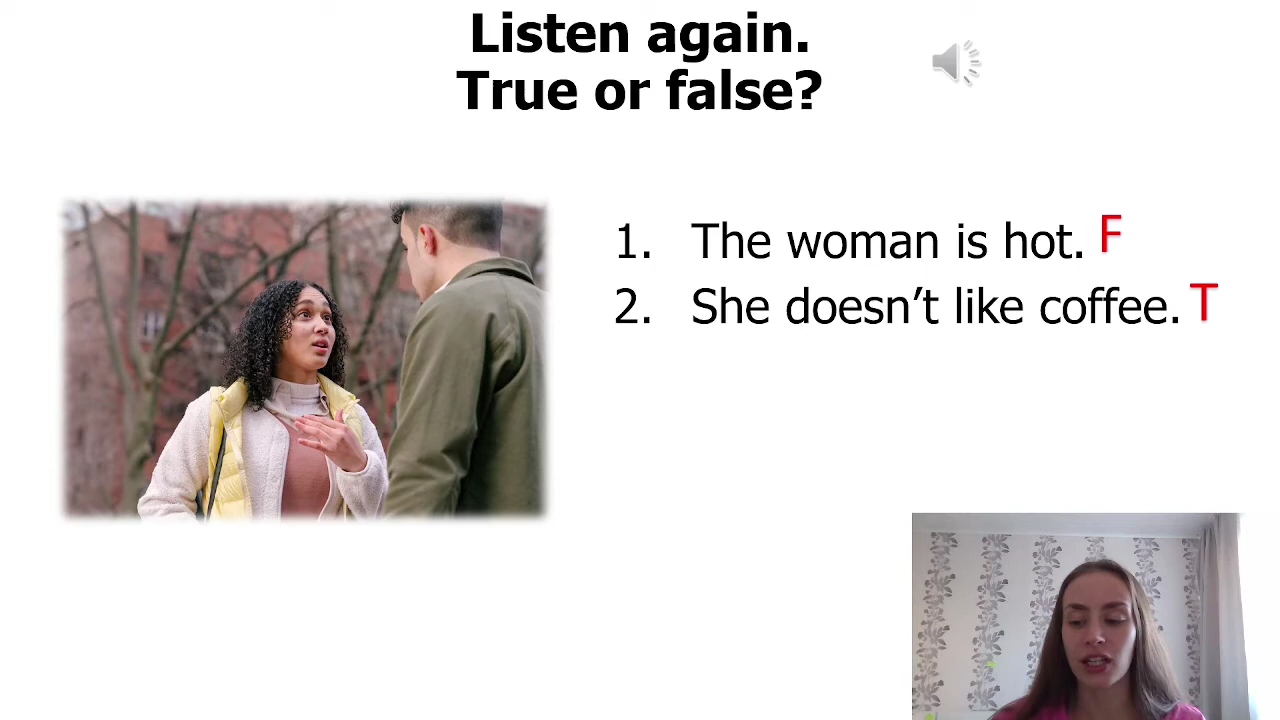 Listen again.
True or false?
1. The woman is hot. F
2. She doesn’t like coffee. T